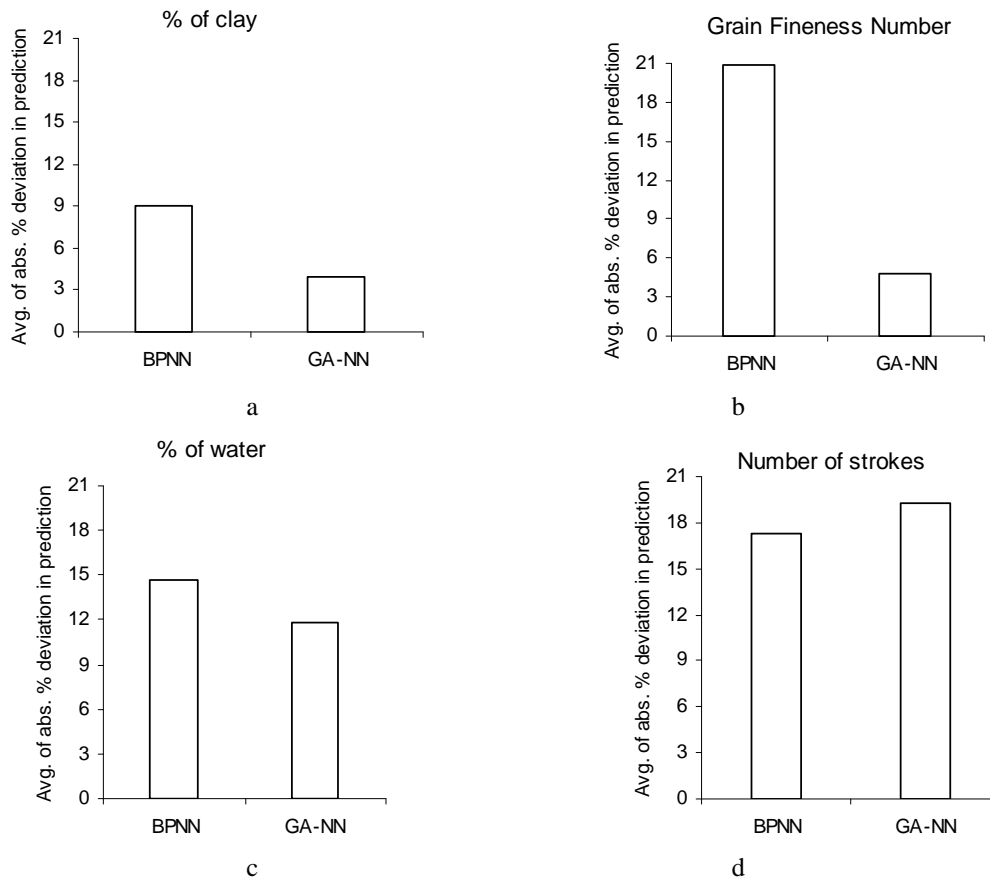 % of clay
Avg. of abs. % deviation in prediction
21
18
15
12
9
6
3
0
BPNN GA-NN
a
Grain Fineness Number
Avg. of abs. % deviation in prediction
21
18
15
12
9
6
3
0
BPNN GA-NN
b
% of water
Avg. of abs. % deviation in prediction
21
18
15
12
9
6
3
0
BPNN GA-NN
c
Number of strokes
Avg. of abs. % deviation in prediction
21
18
15
12
9
6
3
0
BPNN GA-NN
d